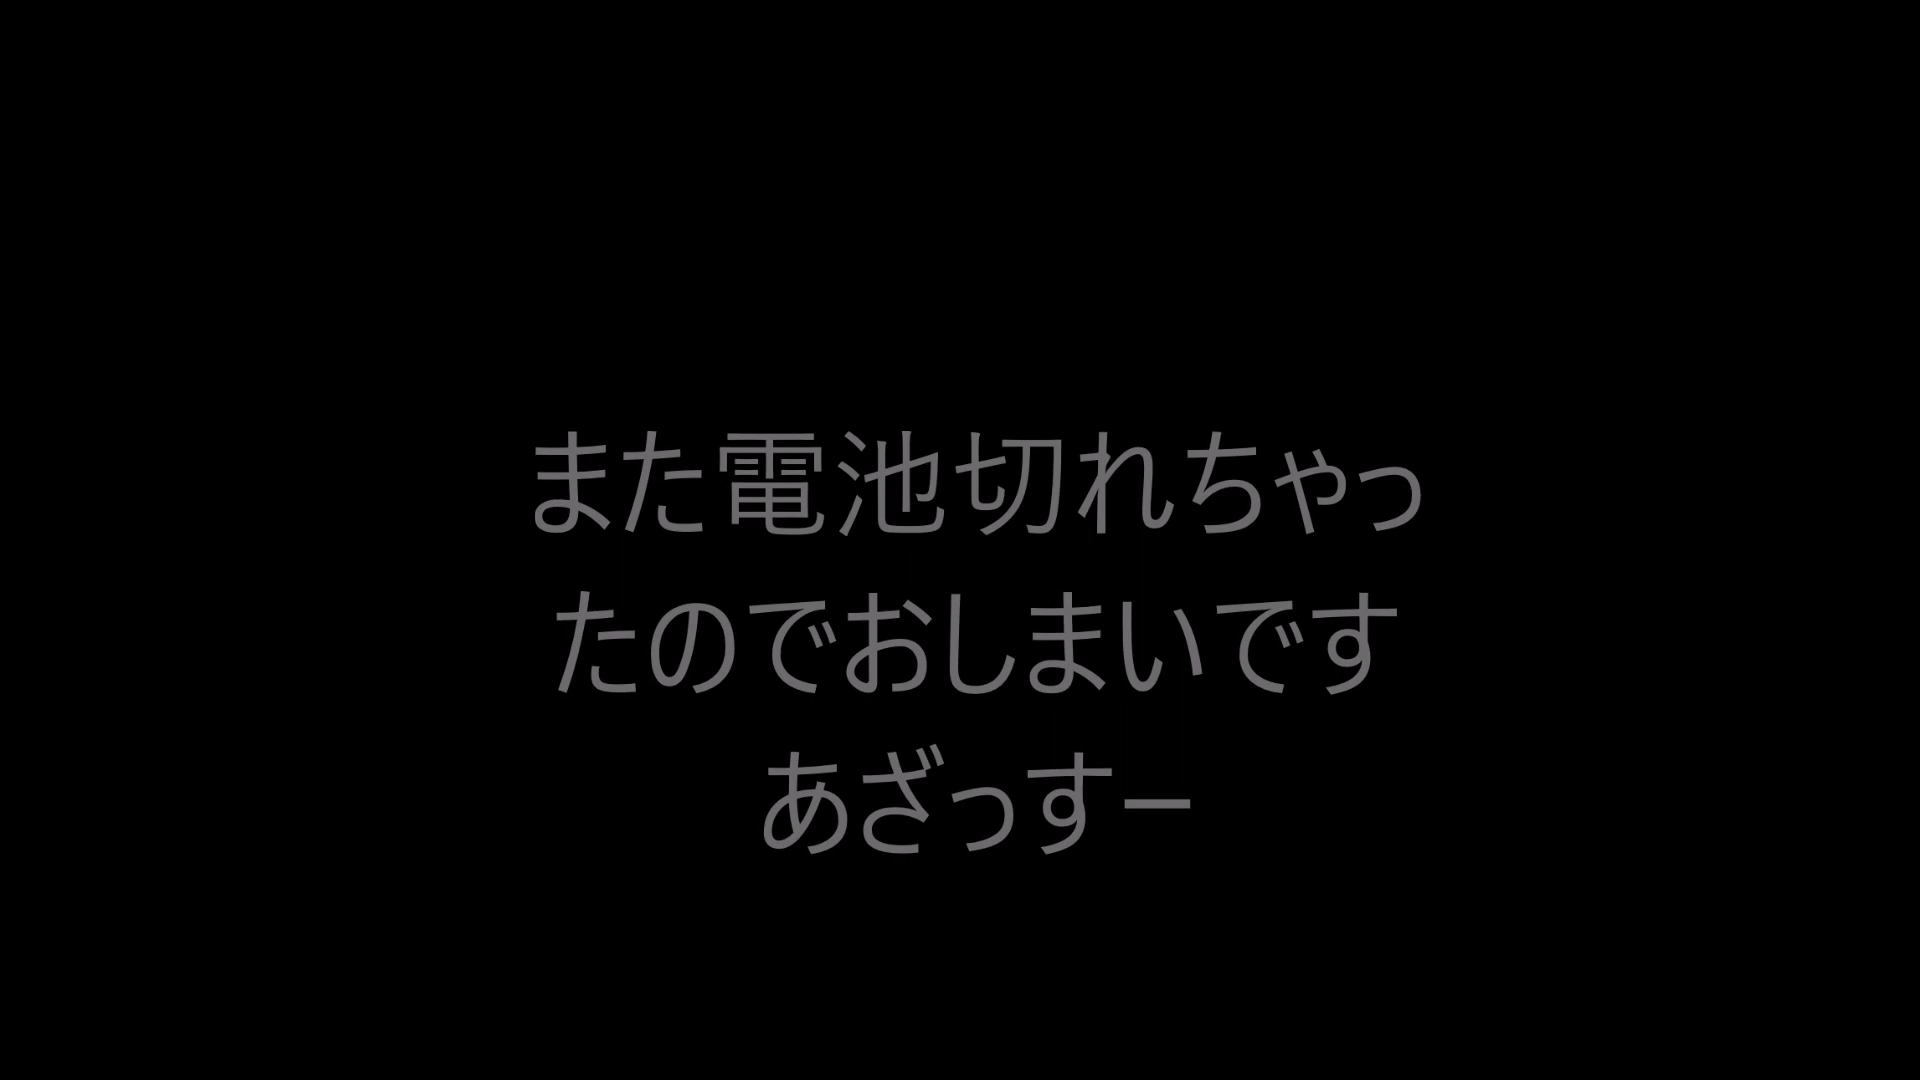 また電池切れちゃっ
たのでおしまいです
あざっすー